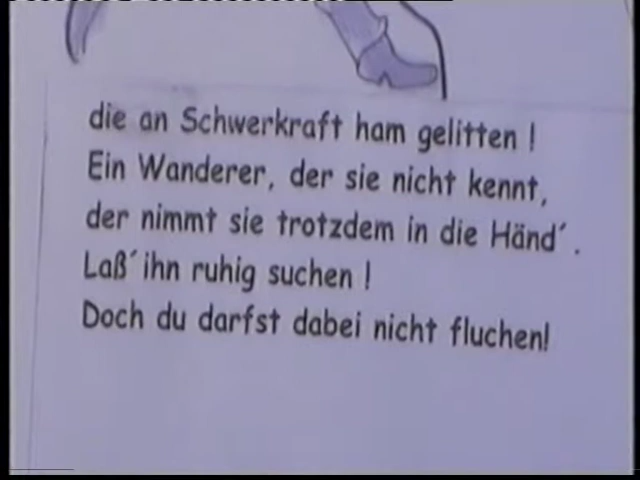 die an Schwerkraft ham gelitten !
Ein Wanderer, der sie nicht kennt,
der nimmt sie trotzdem in die Händ´.
Laß´ihn ruhig suchen !
Doch du darfst dabei nicht fluchen!